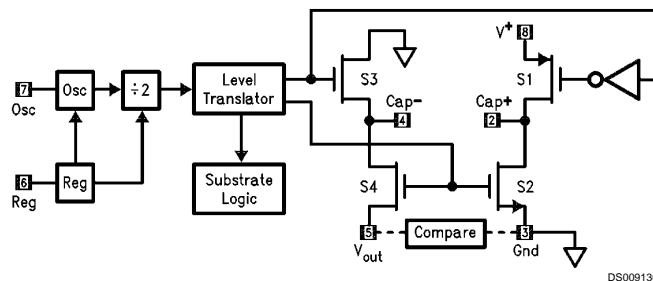 V+
8
S3
S1
7
Osc
Osc
÷2
Level
Translator
Cap-
4
Cap+
2
6
Reg
Reg
Substrate
Logic
S4
S2
5
Vout
Compare
3
Gnd